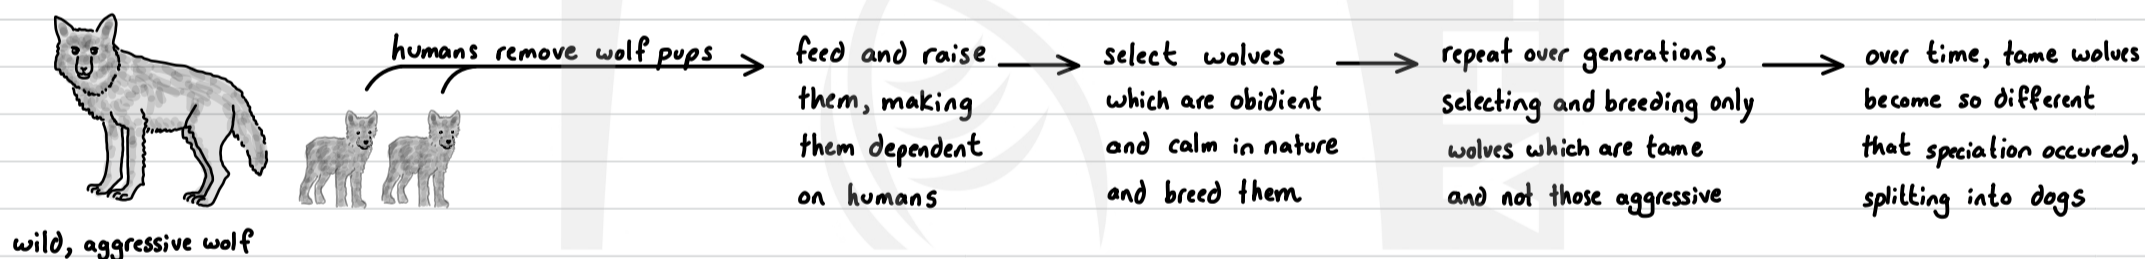 humans remove wolf pups
feed and raise
them, making
them dependent
on humans
select wolves
which are obidient
and calm in nature
and breed them
repeat over generations,
selecting and breeding only
wolves which are tame
and not those aggressive
over time, tame wolves
become so different
that speciation occured,
splitting into dogs
wild, aggressive wolf